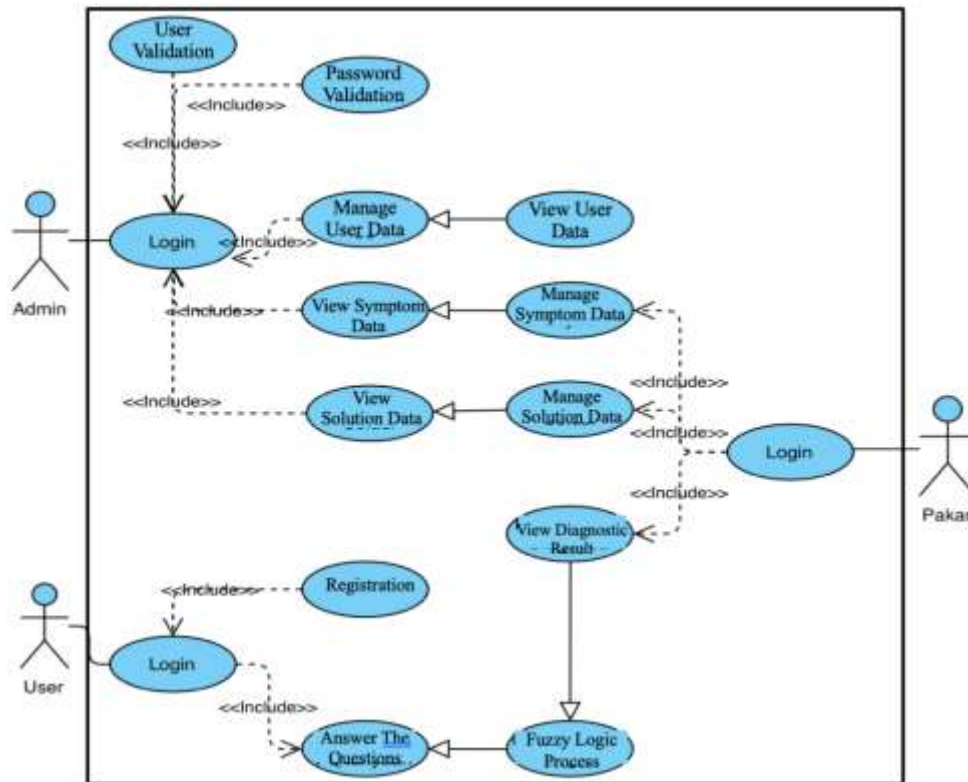 User
Validation
Password
Validation
<<Include>>
<<Include>>
Manage
User Data
View User
Data
Login
<<Include>>
Admin
View Symptom
Data
Manage
Symptom Data
<<Include>>
<<Include>>
View
Solution Data
Manage
Solution Data
<<Include>>
<<Include>>
Login
<<Include>>
Pakar
View Diagnostic
Result
Registration
<<Include>>
Login
User
<<Include>>
Answer The
Questions
Fuzzy Logic
Process